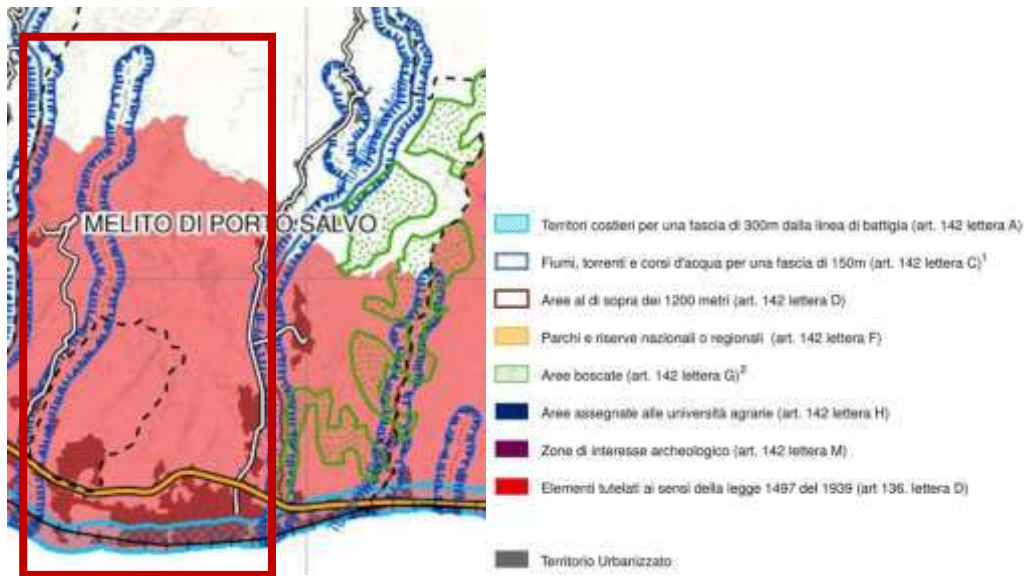 MELITO DI PORTO SALVO
Territori costieri per una fascia di 300m dalla linea di battigia (art. 142 lettera A)
Fiumi, torrenti e corsi d'acqua per una fascia di 150m (art. 142 lettera C)¹
Aree al di sopra dei 1200 metri (art. 142 lettera D)
Parchi e riserve nazionali o regionali (art. 142 lettera F)
Aree boscate (art. 142 lettera G)²
Aree assegnate alle università agrarie (art. 142 lettera H)
Zone di interesse archeologico (art. 142 lettera M)
Elementi tutelati ai sensi della legge 1497 del 1939 (art 136. lettera D)
Territorio Urbanizzato